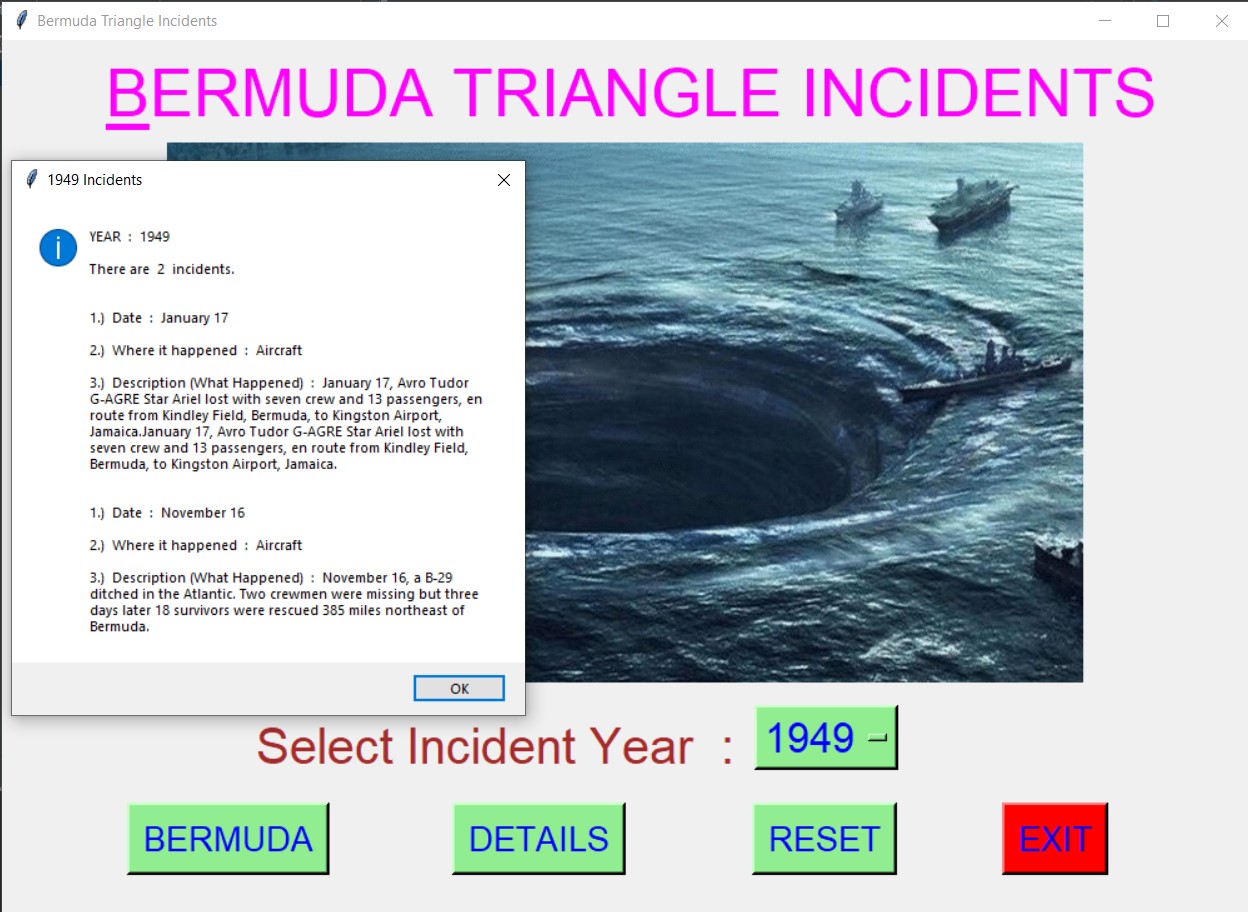 Bermuda Triangle Incidents
BERMUDA TRIANGLE INCIDENTS
1949 Incidents
YEAR : 1949
There are 2 incidents.
1.) Date : January 17
2.) Where it happened : Aircraft
3.) Description (What Happened) : January 17, Avro Tudor
G-AGRE Star Ariel lost with seven crew and 13 passengers, en
route from Kindley Field, Bermuda, to Kingston Airport,
Jamaica.January 17, Avro Tudor G-AGRE Star Ariel lost with
seven crew and 13 passengers, en route from Kindley Field,
Bermuda, to Kingston Airport, Jamaica.
1.) Date : November 16
2.) Where it happened : Aircraft
3.) Description (What Happened) : November 16, a B-29
ditched in the Atlantic. Two crewmen were missing but three
days later 18 survivors were rescued 385 miles northeast of
Bermuda.
OK
Select Incident Year : 1949
BERMUDA DETAILS RESET EXIT